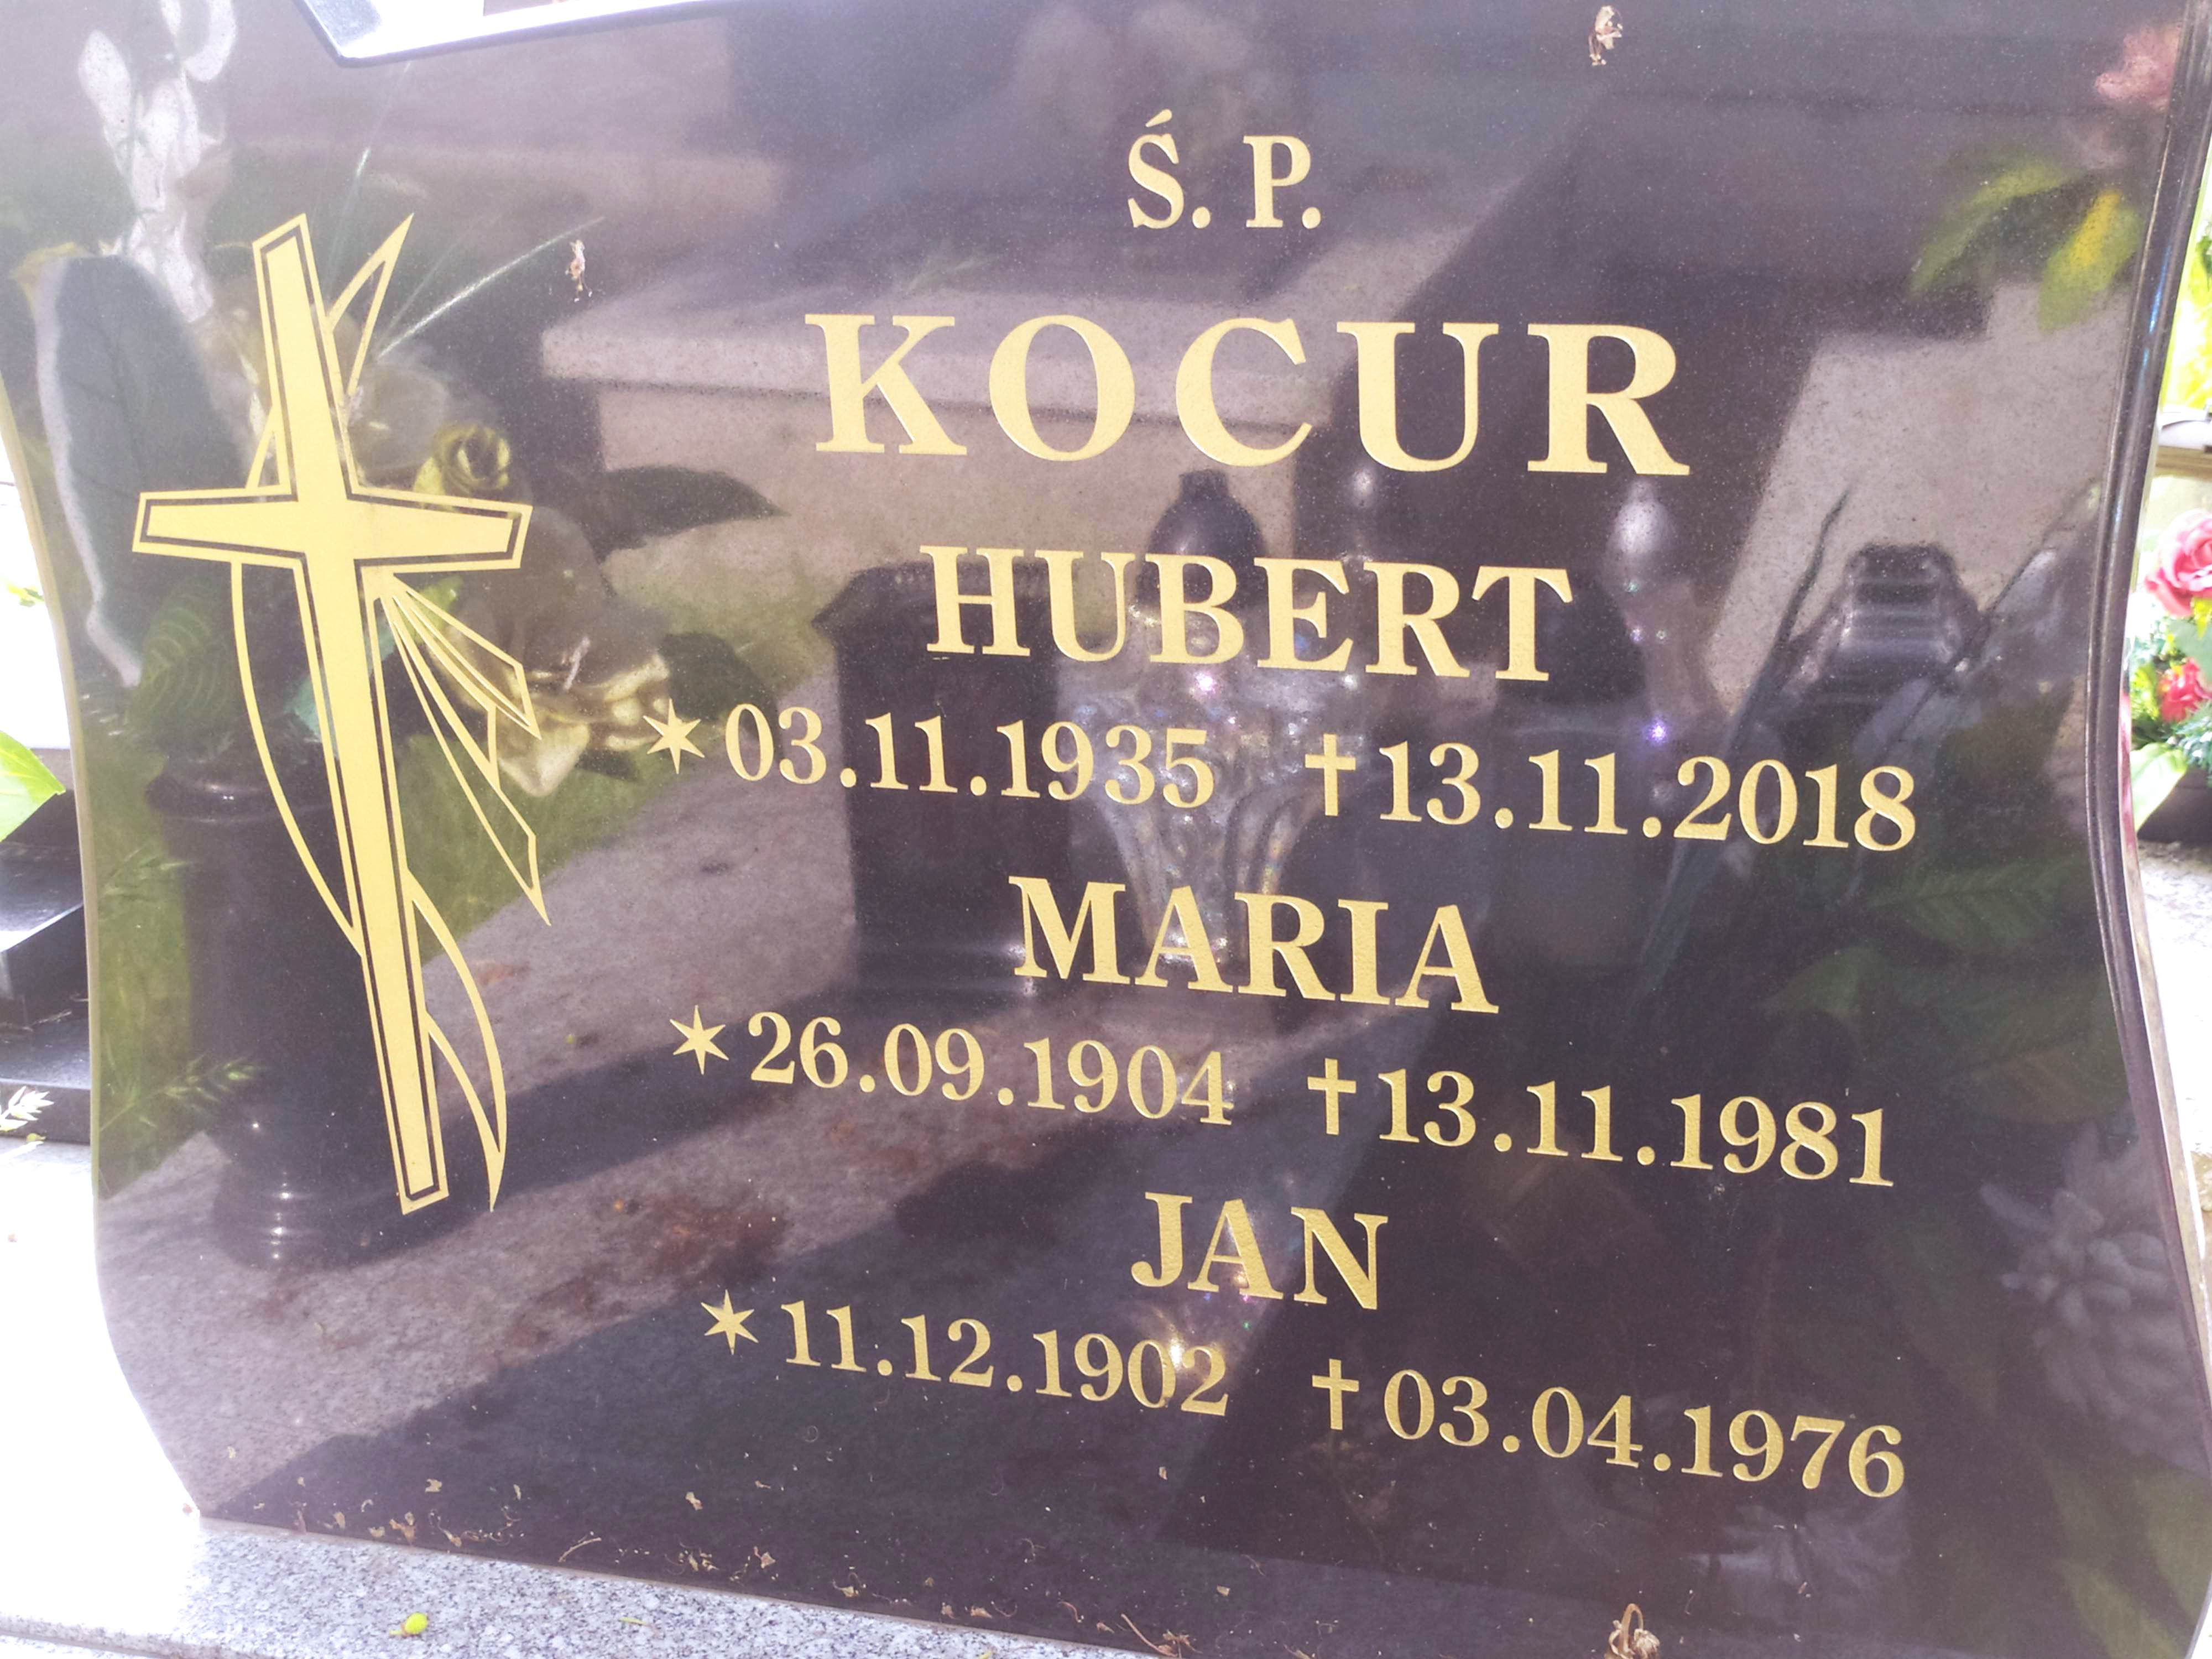 Ś. P.
KOCUR
HUBERT
✶03.11.1935 ✝13.11.2018
MARIA
✶26.09.1904 ✝13.11.1981
JAN
✶11.12.1902 ✝03.04.1976